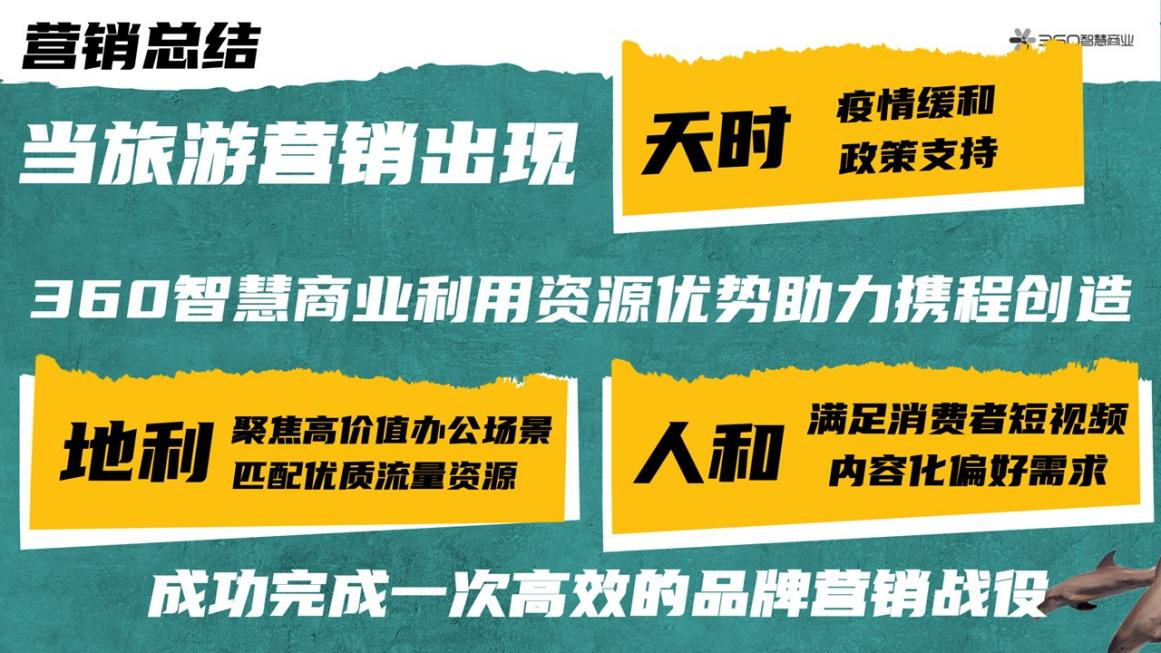 营销总结
360智慧商业
当旅游营销出现
天时
疫情缓和
政策支持
360智慧商业利用资源优势助力携程创造
地利
聚焦高价值办公场景
匹配优质流量资源
人和
满足消费者短视频
内容化偏好需求
成功完成一次高效的品牌营销战役